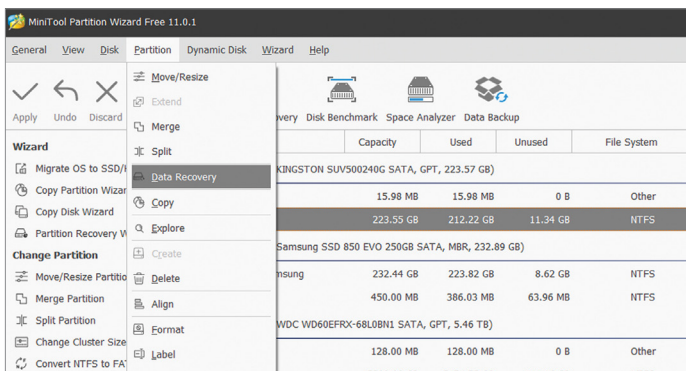 MiniTool Partition Wizard Free 11.0.1
General View Disk Partition Dynamic Disk Wizard Help
Apply Undo Discard
Disk Benchmark Space Analyzer Data Backup
Move/Resize
Extend
Merge
Split
Data Recovery
Copy
Explore
Create
Delete
Align
Format
Label
Wizard
Migrate OS to SSD/
Copy Partition Wizar
Copy Disk Wizard
Partition Recovery W
Change Partition
Move/Resize Partitio
Merge Partition
Split Partition
Change Cluster Size
Convert NTFS to FA
Capacity Used Unused File System
KINGSTON SUV500240G SATA, GPT, 223.57 GB)
15.98 MB 15.98 MB 0 B Other
223.55 GB 212.22 GB 11.34 GB NTFS
Samsung SSD 850 EVO 250GB SATA, MBR, 232.89 GB)
msung 232.44 GB 223.82 GB 8.62 GB NTFS
450.00 MB 386.03 MB 63.96 MB NTFS
WDC WD60EFRX-68L0BN1 SATA, GPT, 5.46 TB)
128.00 MB 128.00 MB 0 B Other